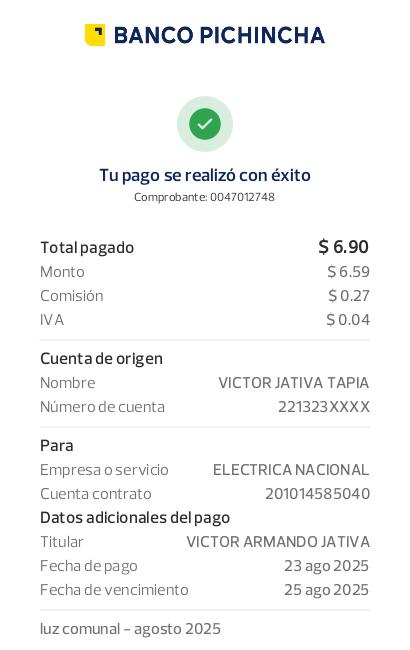 BANCO PICHINCHA
Tu pago se realizó con éxito
Comprobante: 0047012748
Total pagado $ 6.90
Monto $ 6.59
Comisión $ 0.27
IVA $ 0.04
Cuenta de origen
Nombre VICTOR JATIVA TAPIA
Número de cuenta 221323XXXX
Para
Empresa o servicio ELECTRICA NACIONAL
Cuenta contrato 201014585040
Datos adicionales del pago
Titular VICTOR ARMANDO JATIVA
Fecha de pago 23 ago 2025
Fecha de vencimiento 25 ago 2025
luz comunal - agosto 2025